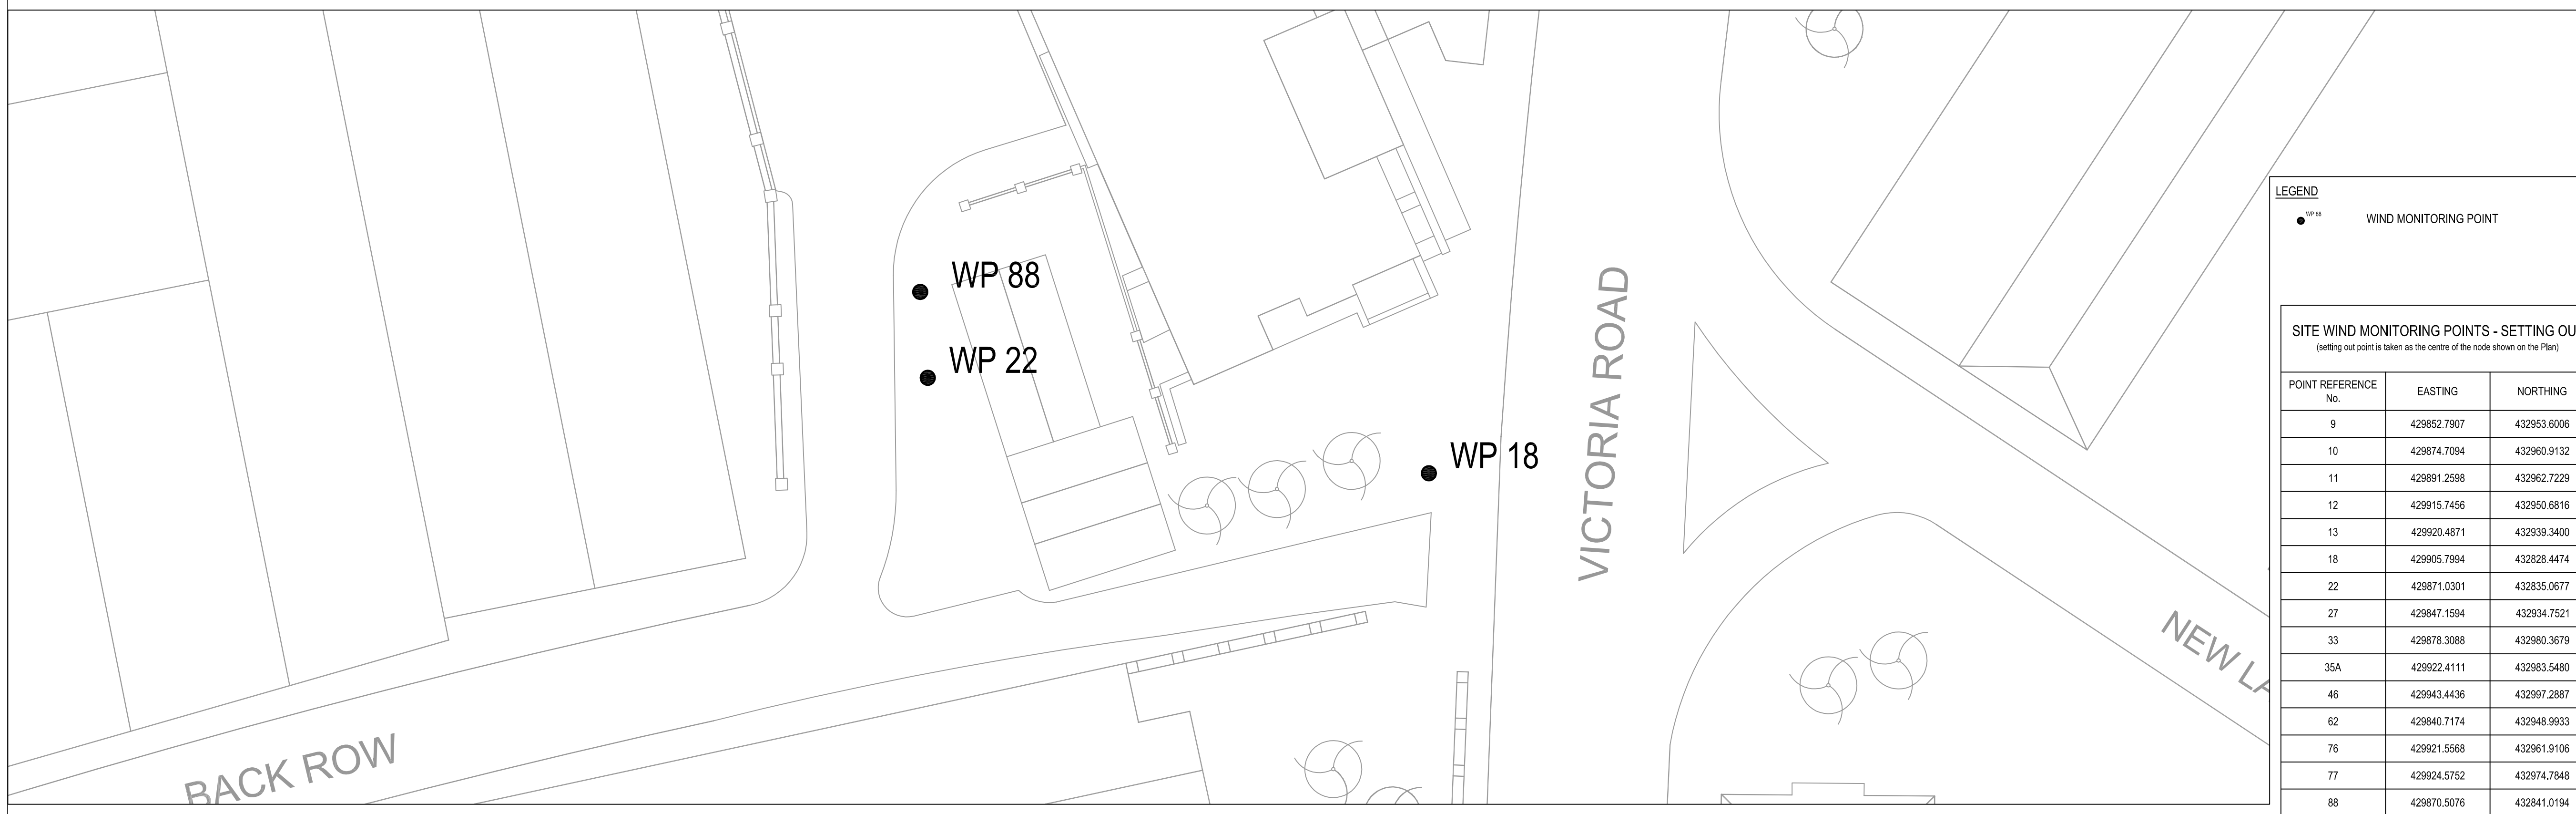 WP 88
WP 22
WP 18
VICTORIA ROAD
BACK ROW
NEW LA
LEGEND
WP 88
WIND MONITORING POINT
SITE WIND MONITORING POINTS - SETTING OU
(setting out point is taken as the centre of the node shown on the Plan)
POINT REFERENCE No. EASTING NORTHING
9 429852.7907 432953.6006
10 429874.7094 432960.9132
11 429891.2598 432962.7229
12 429915.7456 432950.6816
13 429920.4871 432939.3400
18 429905.7994 432828.4474
22 429871.0301 432835.0677
27 429847.1594 432934.7521
33 429878.3088 432980.3679
35A 429922.4111 432983.5480
46 429943.4436 432997.2887
62 429840.7174 432948.9933
76 429921.5568 432961.9106
77 429924.5752 432974.7848
88 429870.5076 432841.0194